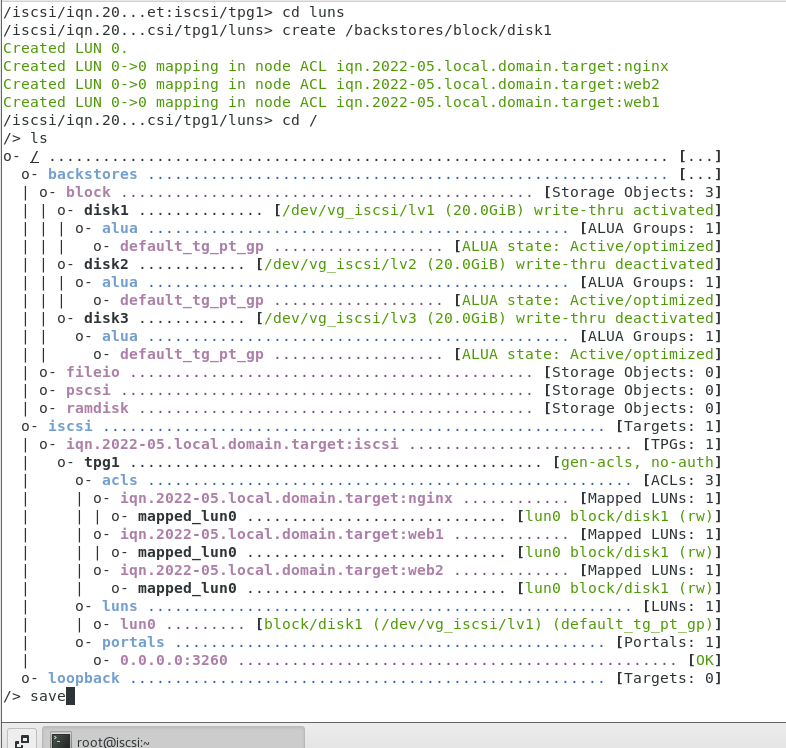 /iscsi/iqn.20...et:iscsi/tpg1> cd luns
/iscsi/iqn.20...csi/tpg1/luns> create /backstores/block/disk1
Created LUN 0.
Created LUN 0->0 mapping in node ACL iqn.2022-05.local.domain.target:nginx
Created LUN 0->0 mapping in node ACL iqn.2022-05.local.domain.target:web2
Created LUN 0->0 mapping in node ACL iqn.2022-05.local.domain.target:web1
/iscsi/iqn.20...csi/tpg1/luns> cd /
/> ls
o- / ..................................................................... [...]
  o- backstores .......................................................... [...]
  | o- block .............................................. [Storage Objects: 3]
  | | o- disk1 .............. [/dev/vg_iscsi/lv1 (20.0GiB) write-thru activated]
  | | | o- alua ............................................... [ALUA Groups: 1]
  | | |   o- default_tg_pt_gp ................... [ALUA state: Active/optimized]
  | | o- disk2 ............ [/dev/vg_iscsi/lv2 (20.0GiB) write-thru deactivated]
  | | | o- alua ............................................... [ALUA Groups: 1]
  | | |   o- default_tg_pt_gp ................... [ALUA state: Active/optimized]
  | | o- disk3 ............ [/dev/vg_iscsi/lv3 (20.0GiB) write-thru deactivated]
  | |   o- alua ............................................... [ALUA Groups: 1]
  | |     o- default_tg_pt_gp ................... [ALUA state: Active/optimized]
  | o- fileio ............................................. [Storage Objects: 0]
  | o- pscsi .............................................. [Storage Objects: 0]
  | o- ramdisk ............................................ [Storage Objects: 0]
  o- iscsi ........................................................ [Targets: 1]
  | o- iqn.2022-05.local.domain.target:iscsi ......................... [TPGs: 1]
  |   o- tpg1 .............................................. [gen-acls, no-auth]
  |     o- acls ...................................................... [ACLs: 3]
  |     | o- iqn.2022-05.local.domain.target:nginx ............ [Mapped LUNs: 1]
  |     | | o- mapped_lun0 ............................. [lun0 block/disk1 (rw)]
  |     | o- iqn.2022-05.local.domain.target:web1 ............. [Mapped LUNs: 1]
  |     | | o- mapped_lun0 ............................. [lun0 block/disk1 (rw)]
  |     | o- iqn.2022-05.local.domain.target:web2 ............. [Mapped LUNs: 1]
  |     |   o- mapped_lun0 ............................. [lun0 block/disk1 (rw)]
  |     o- luns ...................................................... [LUNs: 1]
  |     | o- lun0 ......... [block/disk1 (/dev/vg_iscsi/lv1) (default_tg_pt_gp)]
  |     o- portals ................................................ [Portals: 1]
  |       o- 0.0.0.0:3260 ................................................. [OK]
  o- loopback ..................................................... [Targets: 0]
/> save
root@iscsi:~